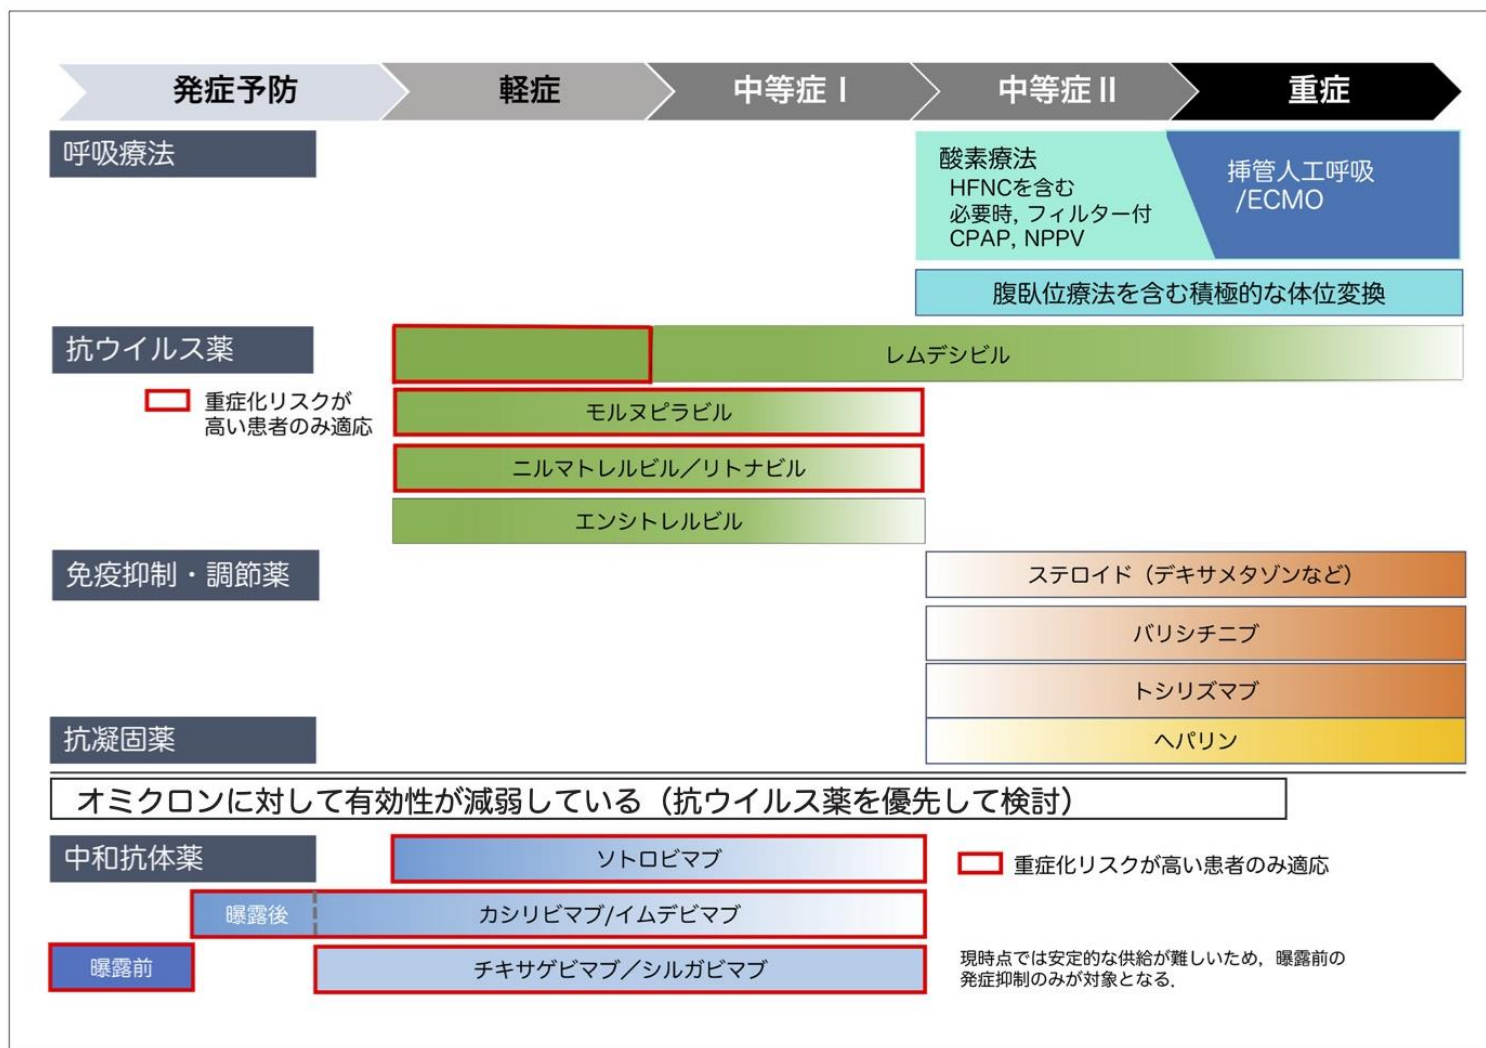 発症予防
軽症
中等症Ⅰ
中等症Ⅱ
重症
呼吸療法
酸素療法
HFNCを含む
必要時, フィルター付
CPAP, NPPV
挿管人工呼吸
/ECMO
腹臥位療法を含む積極的な体位変換
抗ウイルス薬
レムデシビル
重症化リスクが
高い患者のみ適応
モルヌピラビル
ニルマトレルビル／リトナビル
エンシトレルビル
免疫抑制・調節薬
ステロイド（デキサメタゾンなど）
バリシチニブ
トシリズマブ
抗凝固薬
ヘパリン
オミクロンに対して有効性が減弱している（抗ウイルス薬を優先して検討）
中和抗体薬
ソトロビマブ
重症化リスクが高い患者のみ適応
曝露後
カシリビマブ/イムデビマブ
曝露前
チキサゲビマブ／シルガビマブ
現時点では安定的な供給が難しいため，曝露前の
発症抑制のみが対象となる．